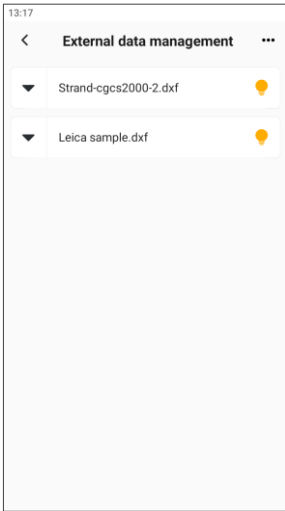 13:17
External data management
Strand-cgcs2000-2.dxf
Leica sample.dxf